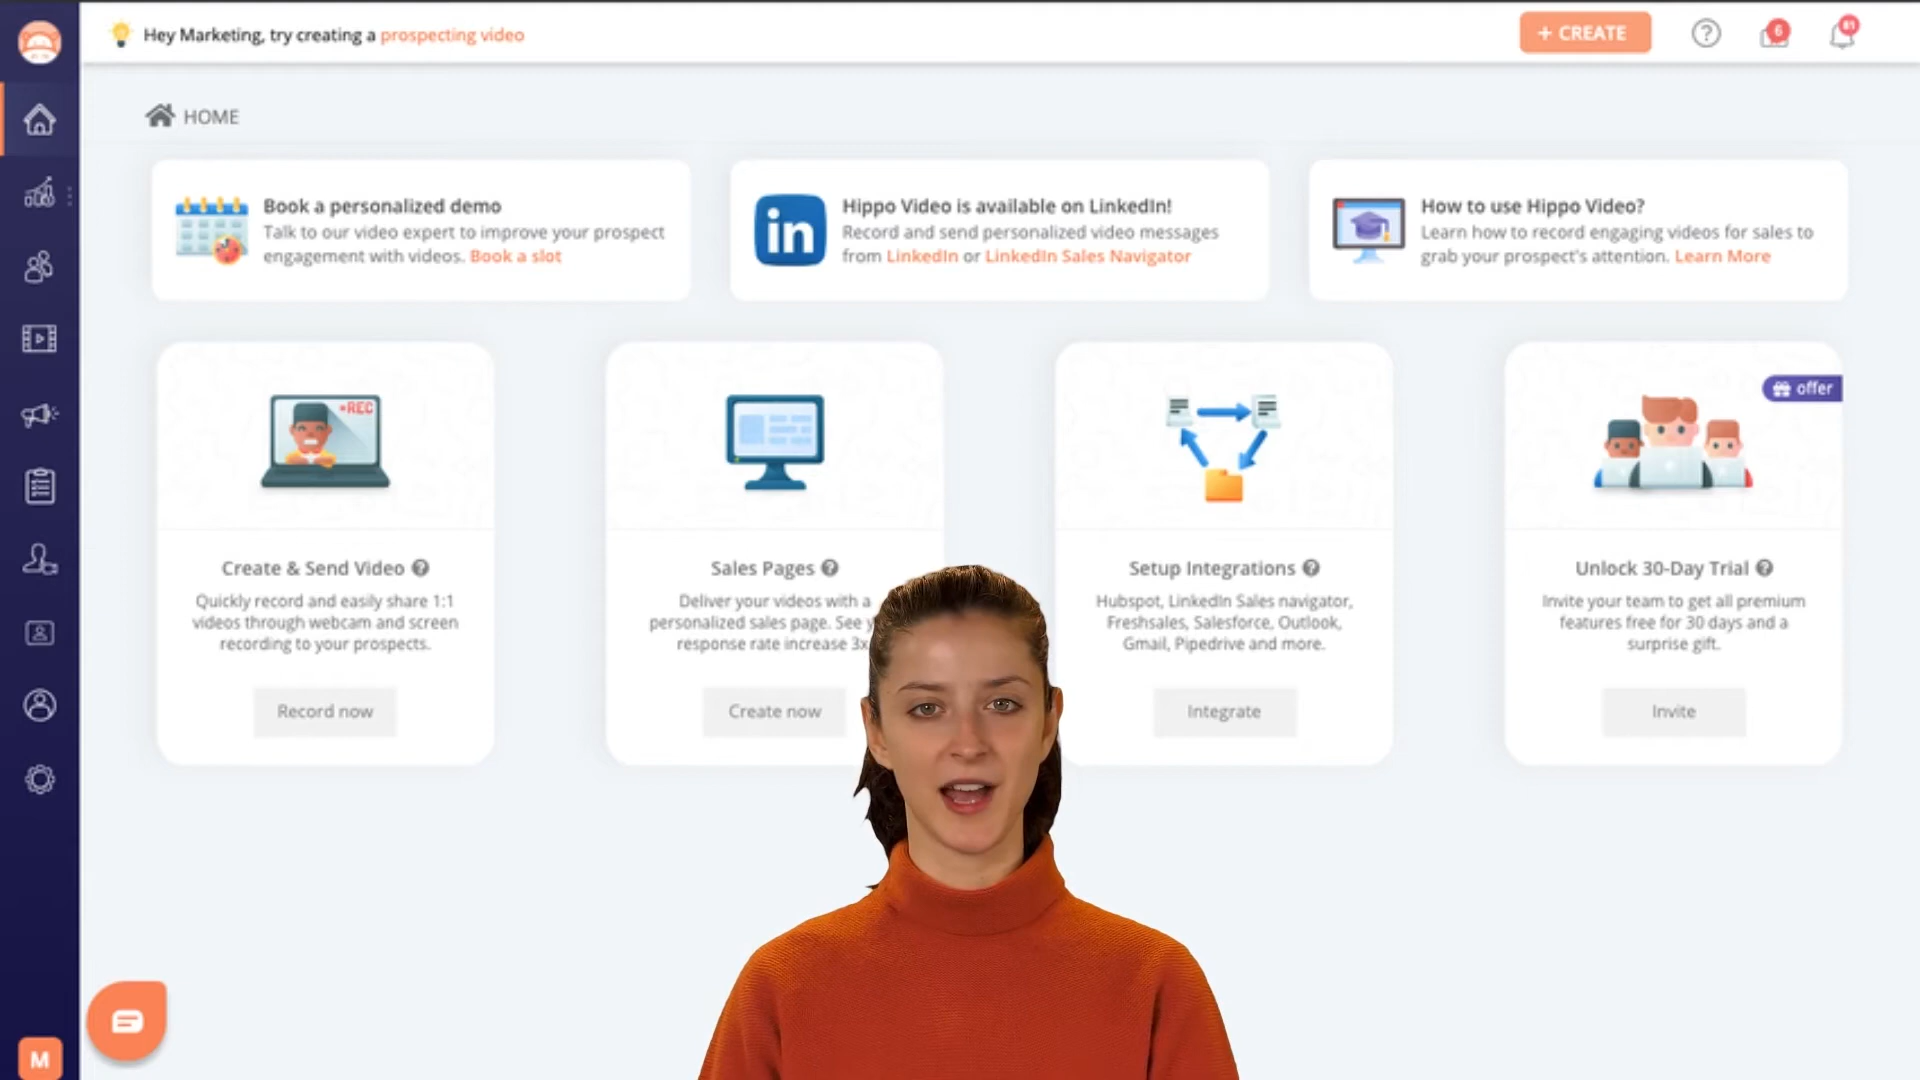 Hey Marketing, try creating a prospecting video
+ CREATE
?
6
81
HOME
Book a personalized demo
Talk to our video expert to improve your prospect
engagement with videos. Book a slot
in
Hippo Video is available on LinkedIn!
Record and send personalized video messages
from LinkedIn or LinkedIn Sales Navigator
How to use Hippo Video?
Learn how to record engaging videos for sales to
grab your prospect's attention. Learn More
REC
Create & Send Video ?
Quickly record and easily share 1:1
videos through webcam and screen
recording to your prospects.
Record now
Sales Pages ?
Deliver your videos with a
personalized sales page. See
response rate increase 3x
Create now
Setup Integrations ?
Hubspot, LinkedIn Sales navigator,
Freshsales, Salesforce, Outlook,
Gmail, Pipedrive and more.
Integrate
offer
Unlock 30-Day Trial ?
Invite your team to get all premium
features free for 30 days and a
surprise gift.
Invite
M